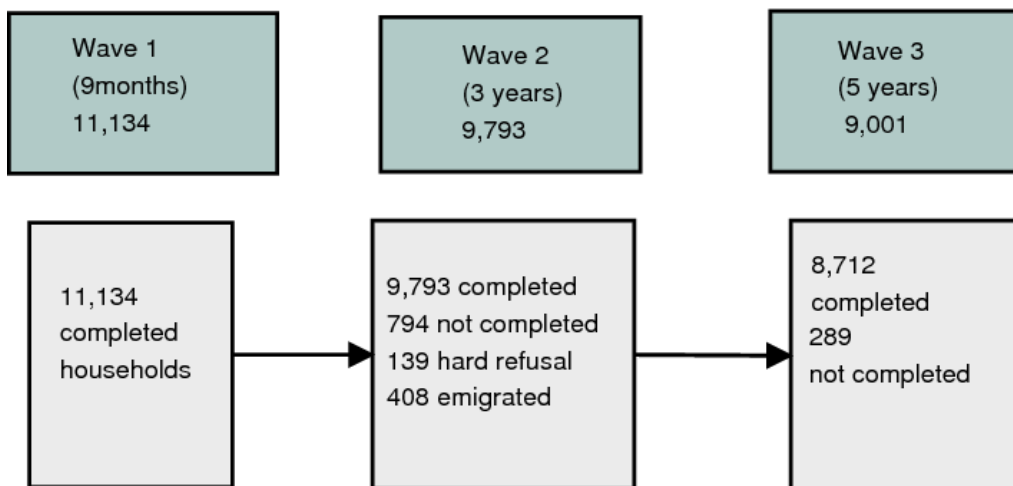 Wave 1
(9months)
11,134
Wave 2
(3 years)
9,793
Wave 3
(5 years)
9,001
11,134
completed
households
9,793 completed
794 not completed
139 hard refusal
408 emigrated
8,712
completed
289
not completed